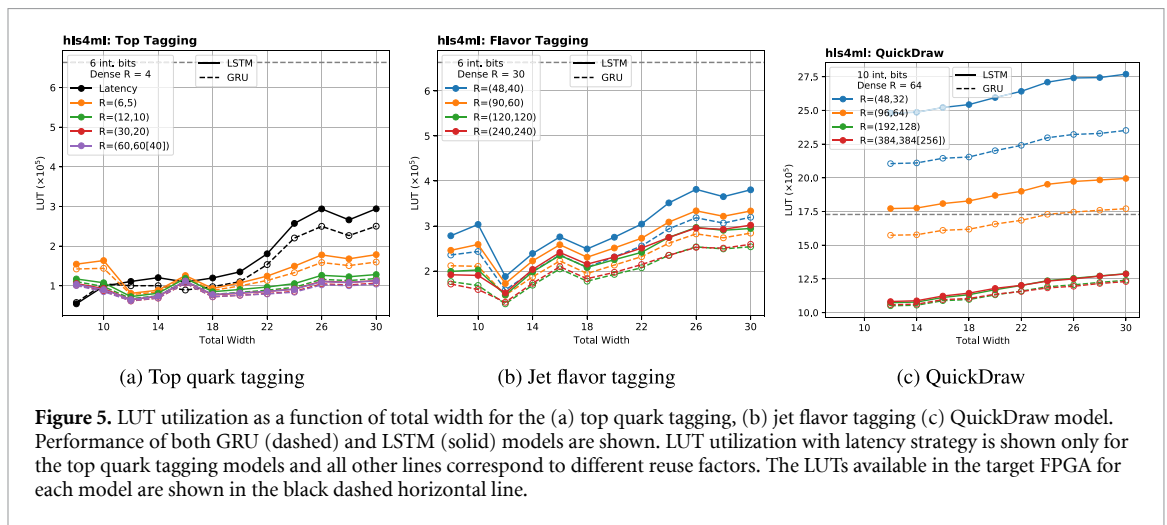 hls4ml: Top Tagging
6 int. bits
Dense R = 4
Latency
R=(6,5)
R=(12,10)
R=(30,20)
R=(60,60[40])
LSTM
GRU
6
5
4
3
2
1
LUT (×10⁵)
10 14 18 22 26 30
Total Width
(a) Top quark tagging
hls4ml: Flavor Tagging
6 int. bits
Dense R = 30
R=(48,40)
R=(90,60)
R=(120,120)
R=(240,240)
LSTM
GRU
6
5
4
3
2
LUT (×10⁵)
10 14 18 22 26 30
Total Width
(b) Jet flavor tagging
hls4ml: QuickDraw
10 int. bits
Dense R = 64
R=(48,32)
R=(96,64)
R=(192,128)
R=(384,384[256])
LSTM
GRU
27,5
25,0
22,5
20,0
17,5
15,0
12,5
10,0
LUT (×10⁵)
10 14 18 22 26 30
Total Width
(c) QuickDraw
Figure 5. LUT utilization as a function of total width for the (a) top quark tagging, (b) jet flavor tagging (c) QuickDraw model.
Performance of both GRU (dashed) and LSTM (solid) models are shown. LUT utilization with latency strategy is shown only for
the top quark tagging models and all other lines correspond to different reuse factors. The LUTs available in the target FPGA for
each model are shown in the black dashed horizontal line.